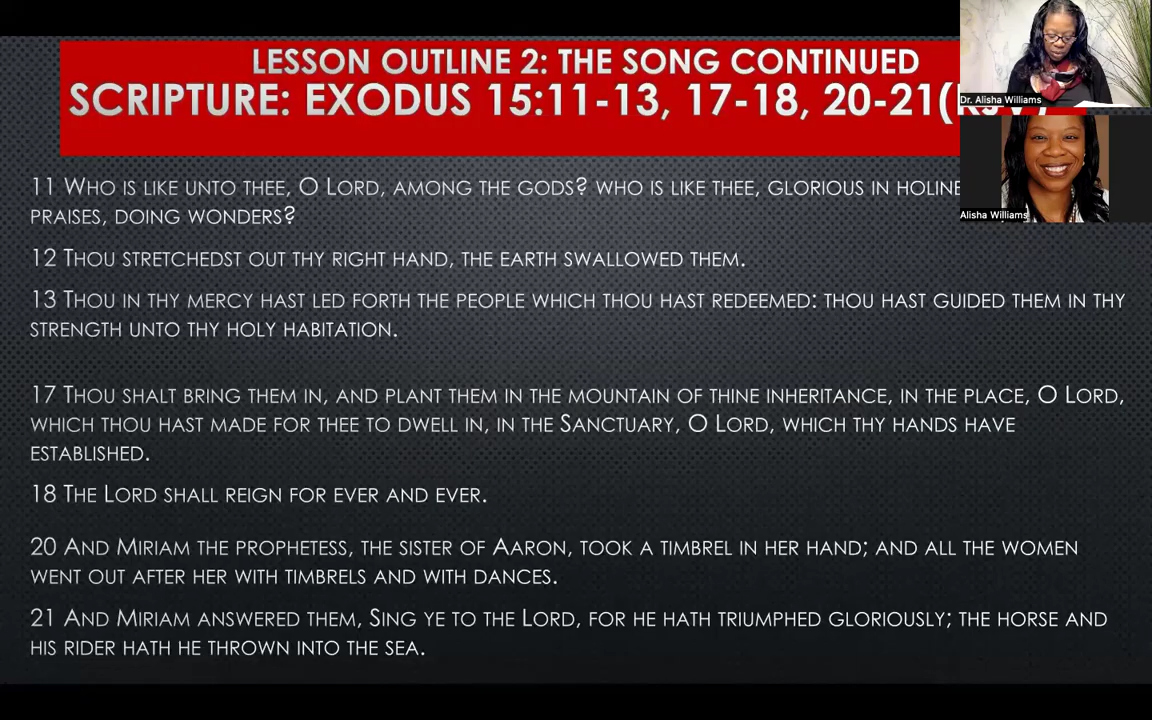 LESSON OUTLINE 2: THE SONG CONTINUED
SCRIPTURE: EXODUS 15:11-13, 17-18, 20-21(
Dr. Alisha Williams
11 Who is like unto thee, O Lord, among the gods? who is like thee, glorious in
praises, doing wonders?
Alisha Williams
12 Thou stretchedst out thy right hand, the earth swallowed them.
13 Thou in thy mercy hast led forth the people which thou hast redeemed: thou hast guided them in thy
strength unto thy holy habitation.
17 Thou shalt bring them in, and plant them in the mountain of thine inheritance, in the place, O Lord,
which thou hast made for thee to dwell in, in the Sanctuary, O Lord, which thy hands have
established.
18 The Lord shall reign for ever and ever.
20 And Miriam the prophetess, the sister of Aaron, took a timbrel in her hand; and all the women
went out after her with timbrels and with dances.
21 And Miriam answered them, Sing ye to the Lord, for he hath triumphed gloriously; the horse and
his rider hath he thrown into the sea.